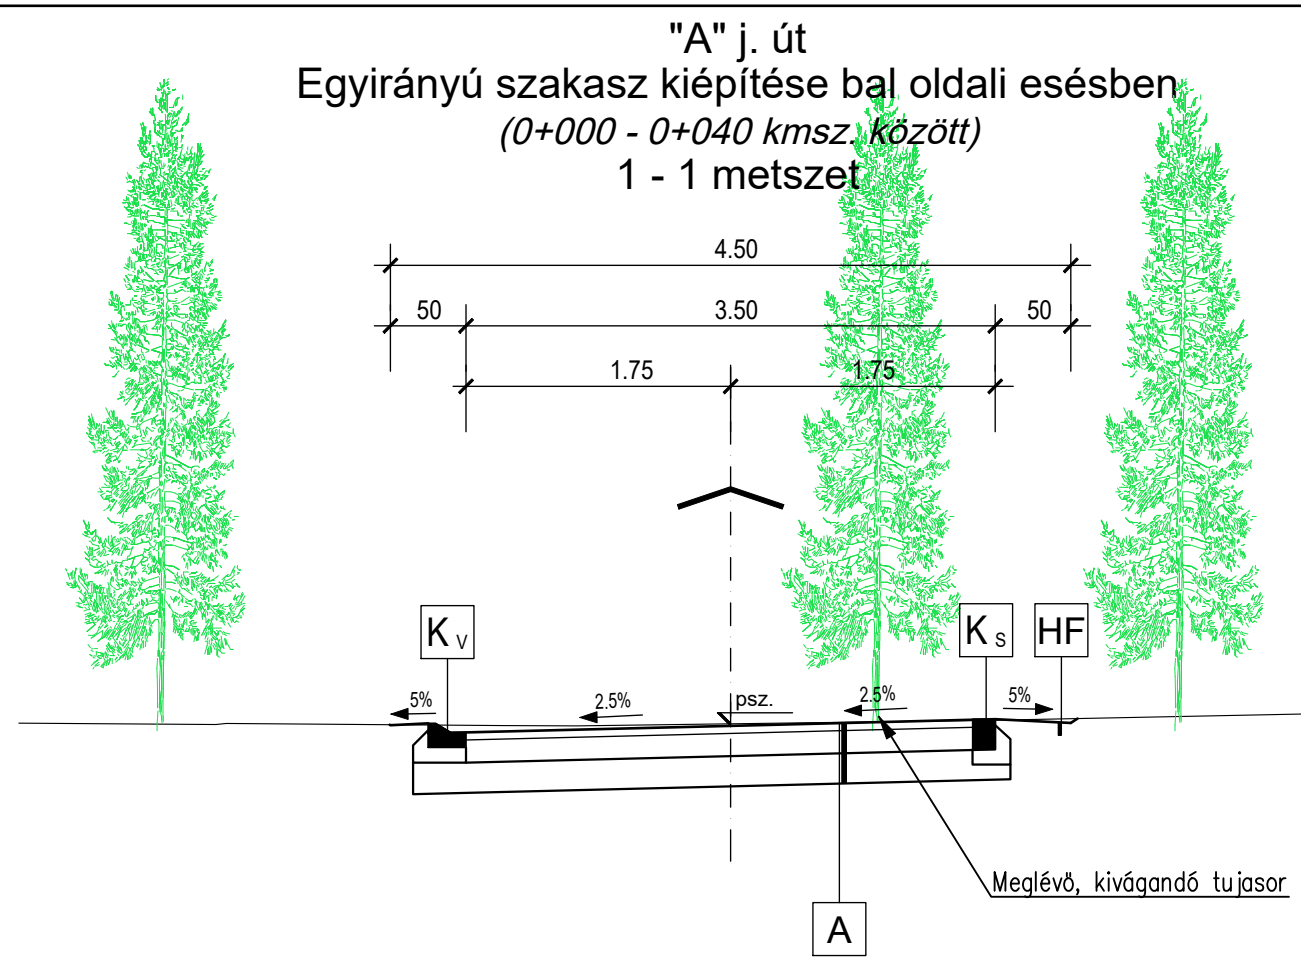 "A" j. út
Egyirányú szakasz kiépítése bal oldali esésben
(0+000 - 0+040 kmsz. között)
1 - 1 metszet
4.50
50 3.50 50
1.75 1.75
K V K S HF
5% 2.5% psz. 2.5% 5%
Meglévő, kivágandó tujasor
A